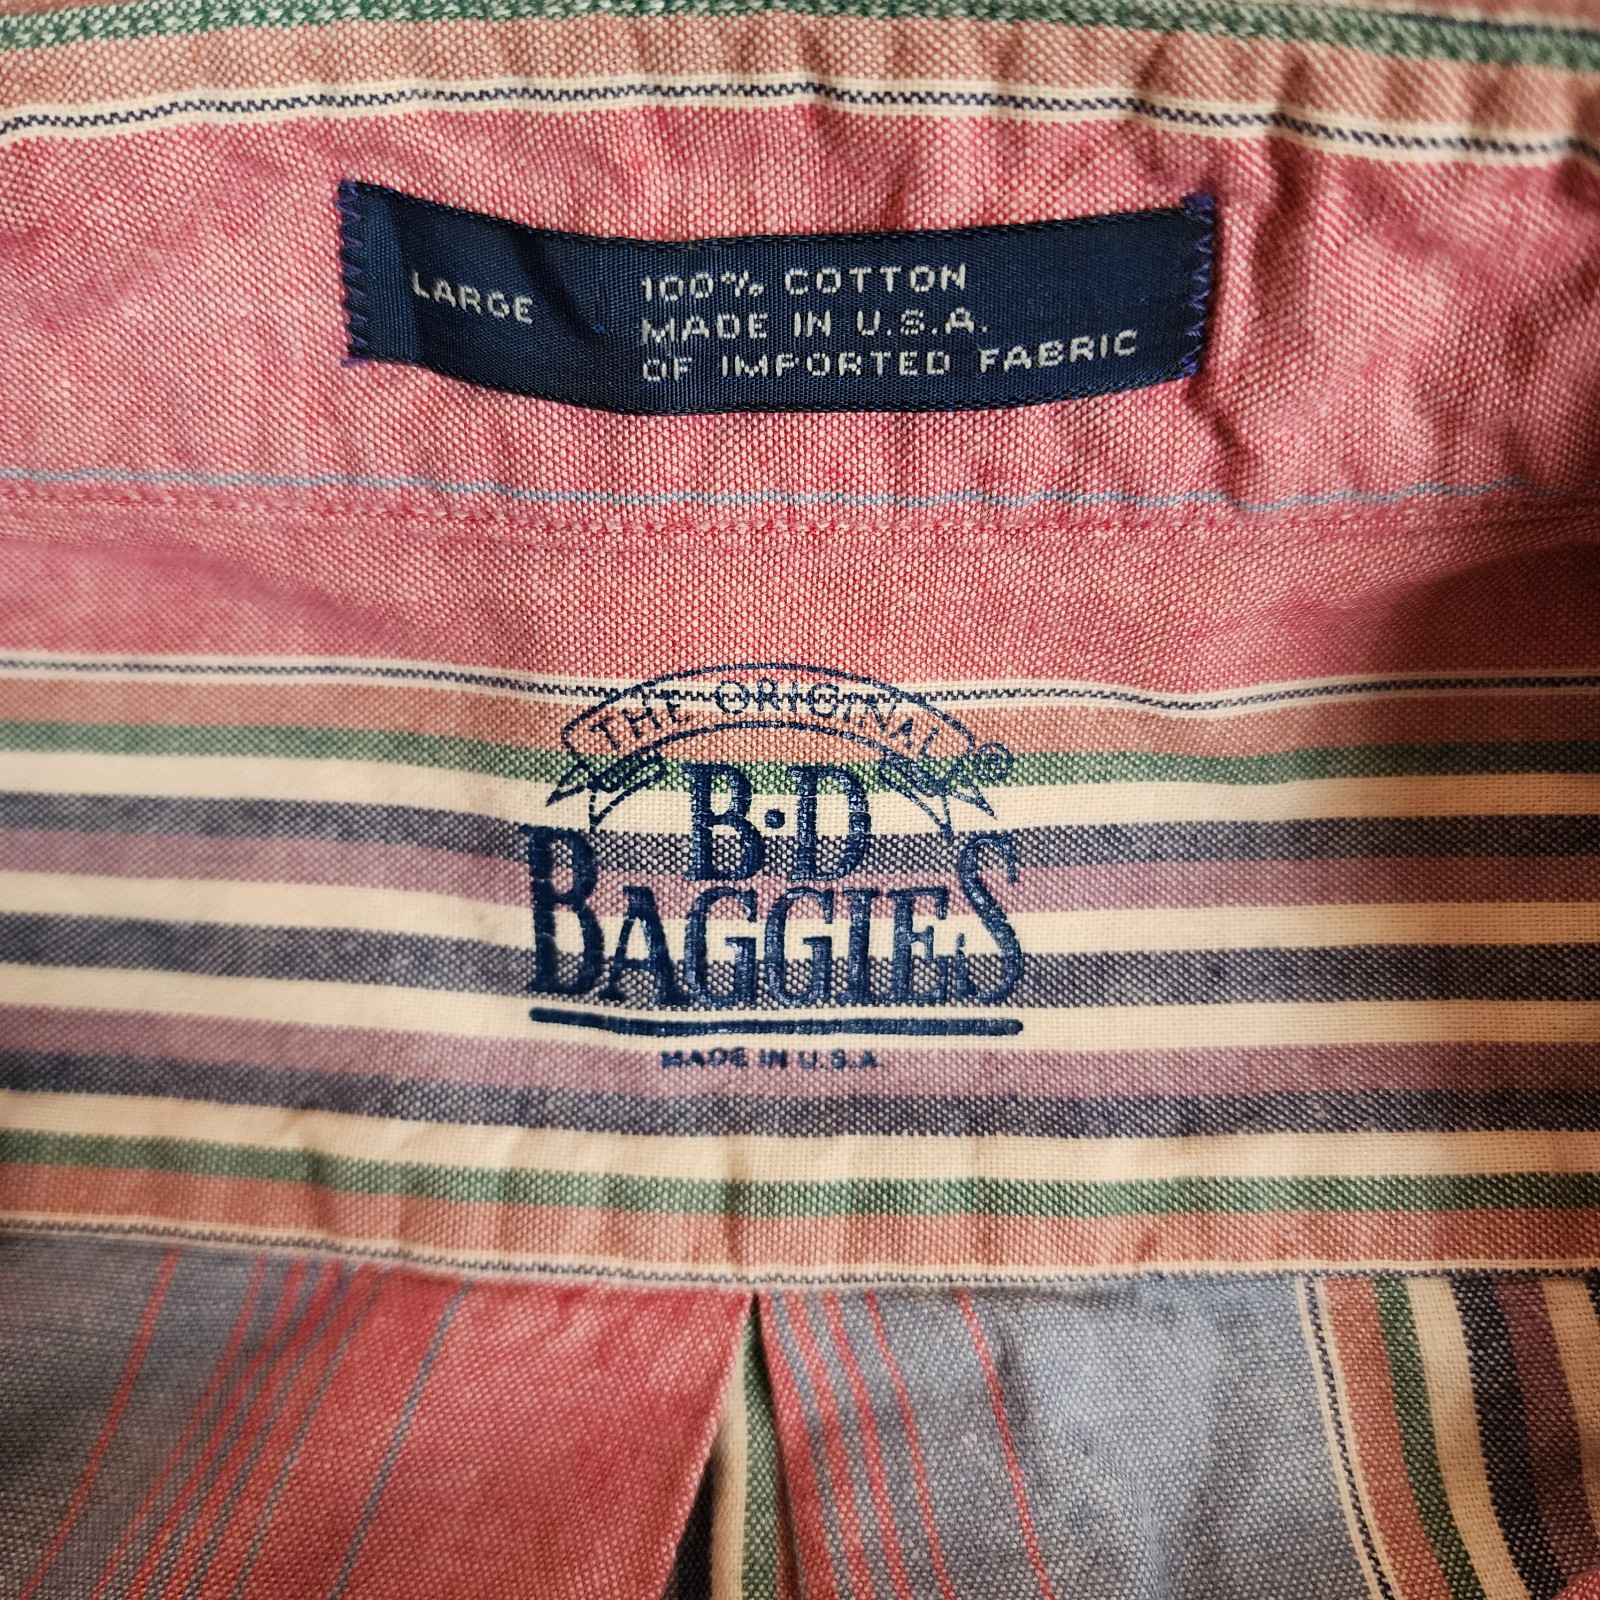 LARGE
100% COTTON
MADE IN U.S.A.
OF IMPORTED FABRIC
THE ORIGINAL ®
B·D
BAGGIES
MADE IN U.S.A.